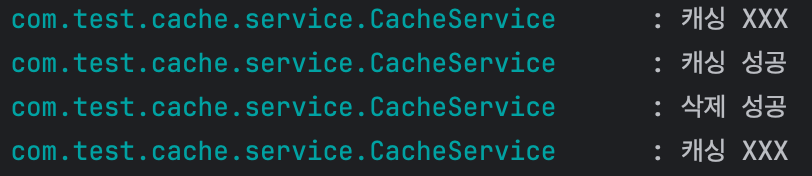 com.test.cache.service.CacheService : 캐싱 XXX
com.test.cache.service.CacheService : 캐싱 성공
com.test.cache.service.CacheService : 삭제 성공
com.test.cache.service.CacheService : 캐싱 XXX